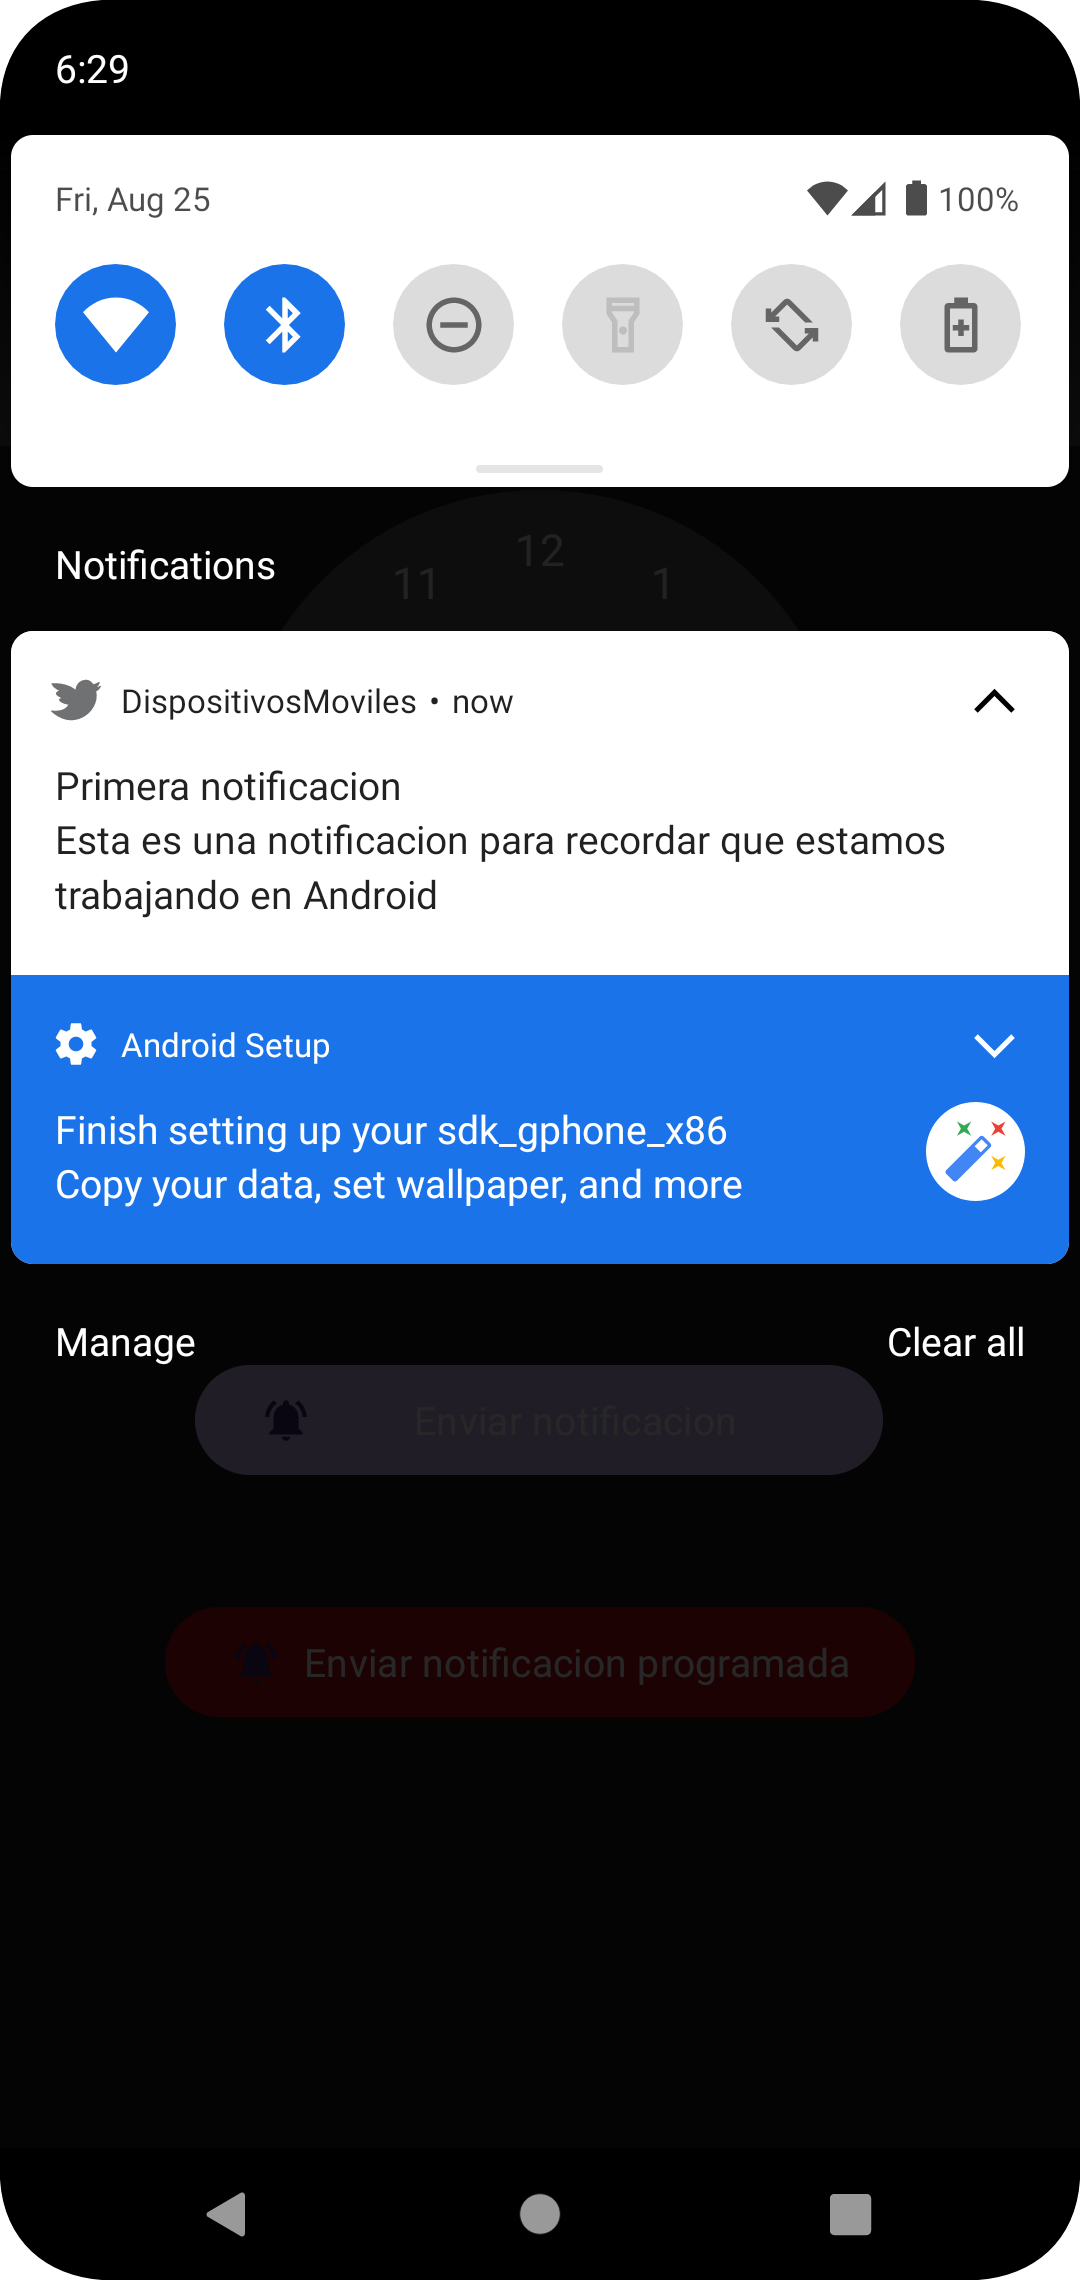 6:29
Fri, Aug 25
100%
12
11
1
Notifications
DispositivosMoviles • now
Primera notificacion
Esta es una notificacion para recordar que estamos
trabajando en Android
Android Setup
Finish setting up your sdk_gphone_x86
Copy your data, set wallpaper, and more
Manage
Clear all
Enviar notificacion
Enviar notificacion programada